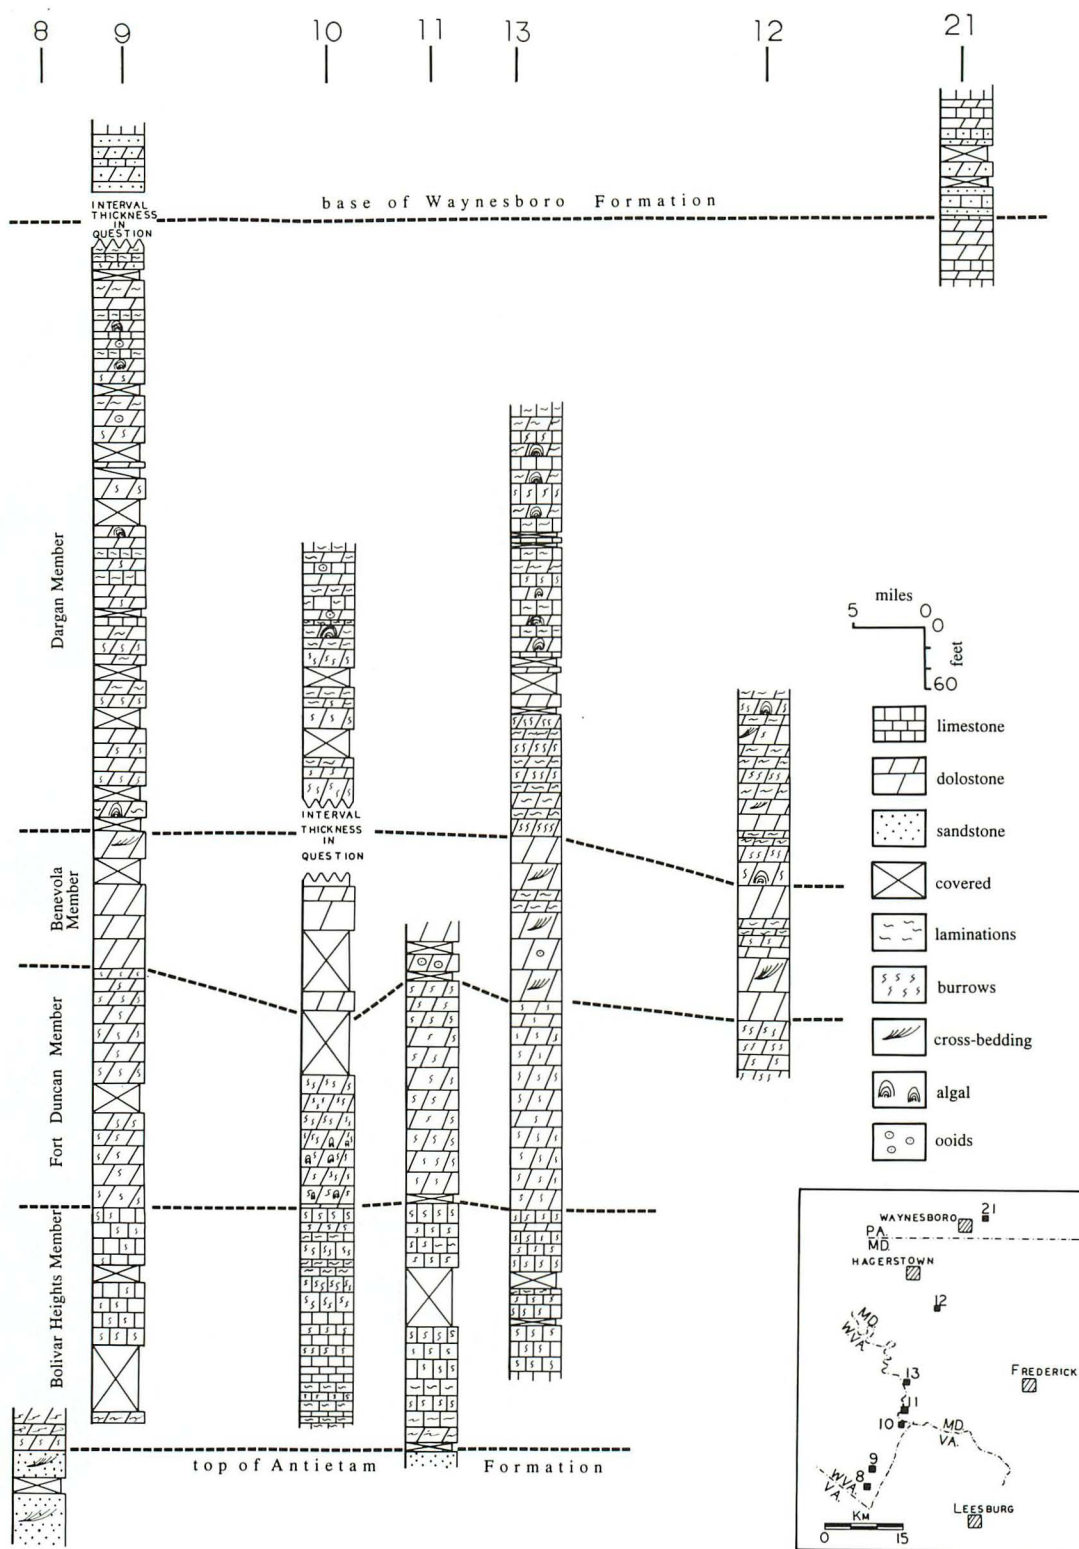 8 9 10 11 13 12 21
base of Waynesboro Formation
INTERVAL
THICKNESS
IN
QUESTION
Dargan Member
Benevola
Member
Fort Duncan Member
Bolivar Heights Member
INTERVAL
THICKNESS
IN
QUESTION
top of Antietam Formation
miles
5 0
0
feet
60
limestone
dolostone
sandstone
covered
laminations
burrows
cross-bedding
algal
ooids
WAYNESBORO 21
PA.
MD.
HAGERSTOWN
12
MD.
WVA.
13
FREDERICK
11
10
MD.
VA.
9
8
WVA.
VA.
LEESBURG
KM
0 15